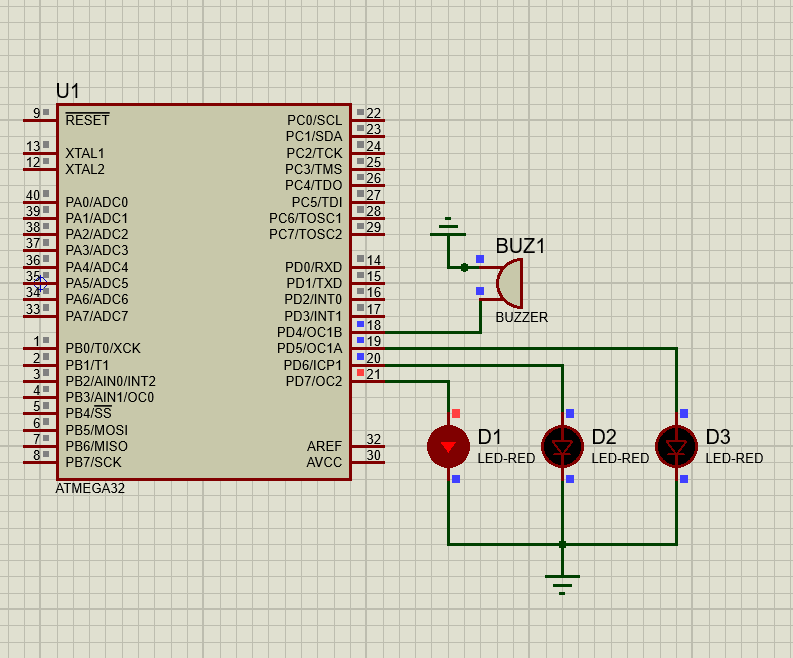 U1
9 RESET PC0/SCL 22
PC1/SDA 23
13 XTAL1 PC2/TCK 24
12 XTAL2 PC3/TMS 25
PC4/TDO 26
40 PA0/ADC0 PC5/TDI 27
39 PA1/ADC1 PC6/TOSC1 28
38 PA2/ADC2 PC7/TOSC2 29
37 PA3/ADC3
36 PA4/ADC4 PD0/RXD 14
35 PA5/ADC5 PD1/TXD 15
34 PA6/ADC6 PD2/INT0 16
33 PA7/ADC7 PD3/INT1 17
PD4/OC1B 18
1 PB0/T0/XCK PD5/OC1A 19
2 PB1/T1 PD6/ICP1 20
3 PB2/AIN0/INT2 PD7/OC2 21
4 PB3/AIN1/OC0
5 PB4/SS
6 PB5/MOSI
7 PB6/MISO AREF 32
8 PB7/SCK AVCC 30
ATMEGA32
BUZ1
BUZZER
D1
LED-RED
D2
LED-RED
D3
LED-RED